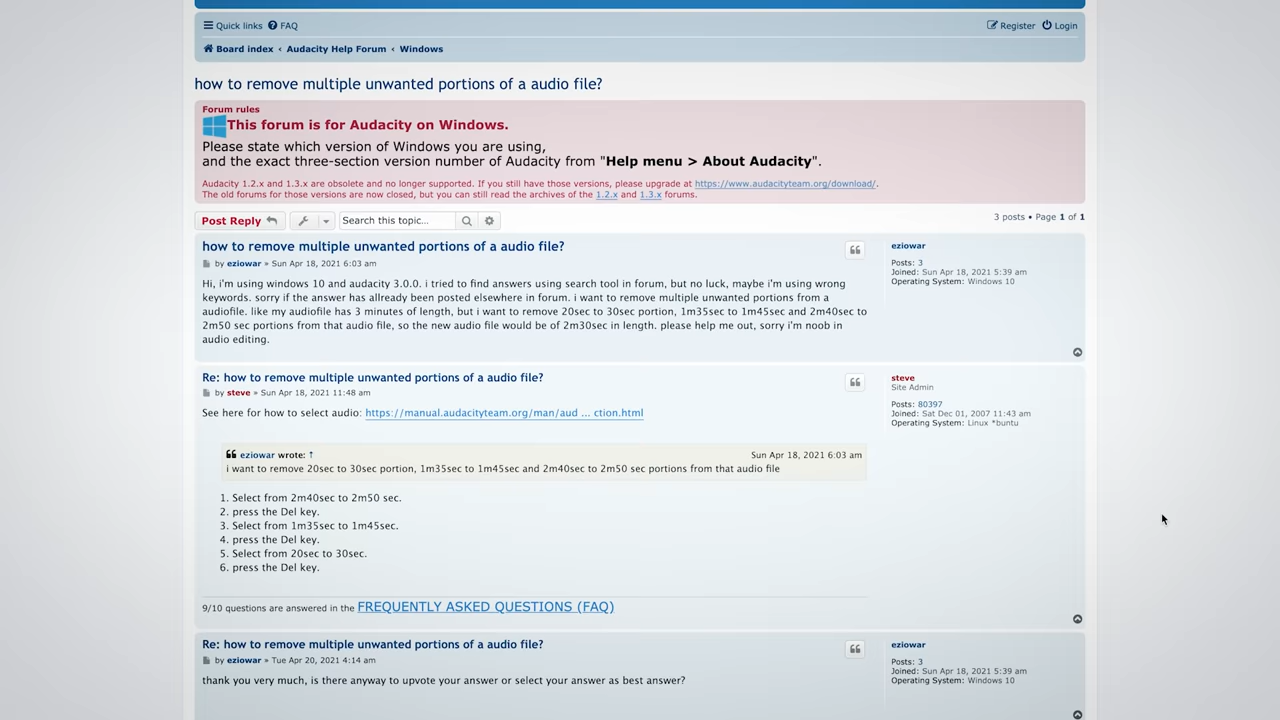 Quick links FAQ Register Login
Board index ‹ Audacity Help Forum ‹ Windows
how to remove multiple unwanted portions of a audio file?
Forum rules
This forum is for Audacity on Windows.
Please state which version of Windows you are using,
and the exact three-section version number of Audacity from "Help menu > About Audacity".
Audacity 1.2.x and 1.3.x are obsolete and no longer supported. If you still have those versions, please upgrade at https://www.audacityteam.org/download/.
The old forums for those versions are now closed, but you can still read the archives of the 1.2.x and 1.3.x forums.
Post Reply Search this topic... 3 posts • Page 1 of 1
how to remove multiple unwanted portions of a audio file?
by eziowar » Sun Apr 18, 2021 6:03 am
Hi, i'm using windows 10 and audacity 3.0.0. i tried to find answers using search tool in forum, but no luck, maybe i'm using wrong
keywords. sorry if the answer has allready been posted elsewhere in forum. i want to remove multiple unwanted portions from a
audiofile. like my audiofile has 3 minutes of length, but i want to remove 20sec to 30sec portion, 1m35sec to 1m45sec and 2m40sec to
2m50 sec portions from that audio file, so the new audio file would be of 2m30sec in length. please help me out, sorry i'm noob in
audio editing.
eziowar
Posts: 3
Joined: Sun Apr 18, 2021 5:39 am
Operating System: Windows 10
Re: how to remove multiple unwanted portions of a audio file?
by steve » Sun Apr 18, 2021 11:48 am
See here for how to select audio: https://manual.audacityteam.org/man/aud ... ction.html
eziowar wrote: ↑ Sun Apr 18, 2021 6:03 am
i want to remove 20sec to 30sec portion, 1m35sec to 1m45sec and 2m40sec to 2m50 sec portions from that audio file
1. Select from 2m40sec to 2m50 sec.
2. press the Del key.
3. Select from 1m35sec to 1m45sec.
4. press the Del key.
5. Select from 20sec to 30sec.
6. press the Del key.
9/10 questions are answered in the FREQUENTLY ASKED QUESTIONS (FAQ)
steve
Site Admin
Posts: 80397
Joined: Sat Dec 01, 2007 11:43 am
Operating System: Linux *buntu
Re: how to remove multiple unwanted portions of a audio file?
by eziowar » Tue Apr 20, 2021 4:14 am
thank you very much, is there anyway to upvote your answer or select your answer as best answer?
eziowar
Posts: 3
Joined: Sun Apr 18, 2021 5:39 am
Operating System: Windows 10